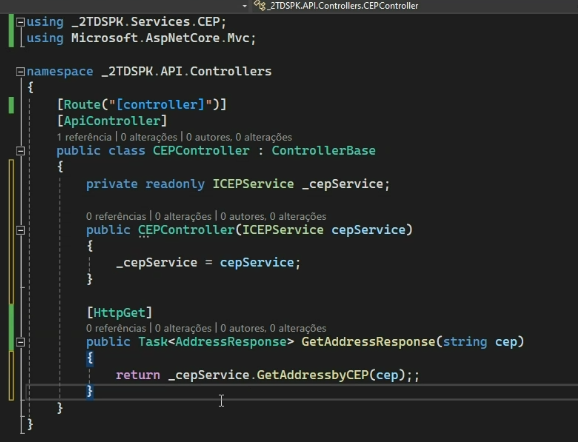 _2TDSPK.API.Controllers.CEPController
using _2TDSPK.Services.CEP;
using Microsoft.AspNetCore.Mvc;
namespace _2TDSPK.API.Controllers
{
[Route("[controller]")]
[ApiController]
1 referência | 0 alterações | 0 autores, 0 alterações
public class CEPController : ControllerBase
{
private readonly ICEPService _cepService;
0 referências | 0 alterações | 0 autores, 0 alterações
public CEPController(ICEPService cepService)
{
_cepService = cepService;
}
[HttpGet]
0 referências | 0 alterações | 0 autores, 0 alterações
public Task<AddressResponse> GetAddressResponse(string cep)
{
return _cepService.GetAddressbyCEP(cep);;
}
}
}